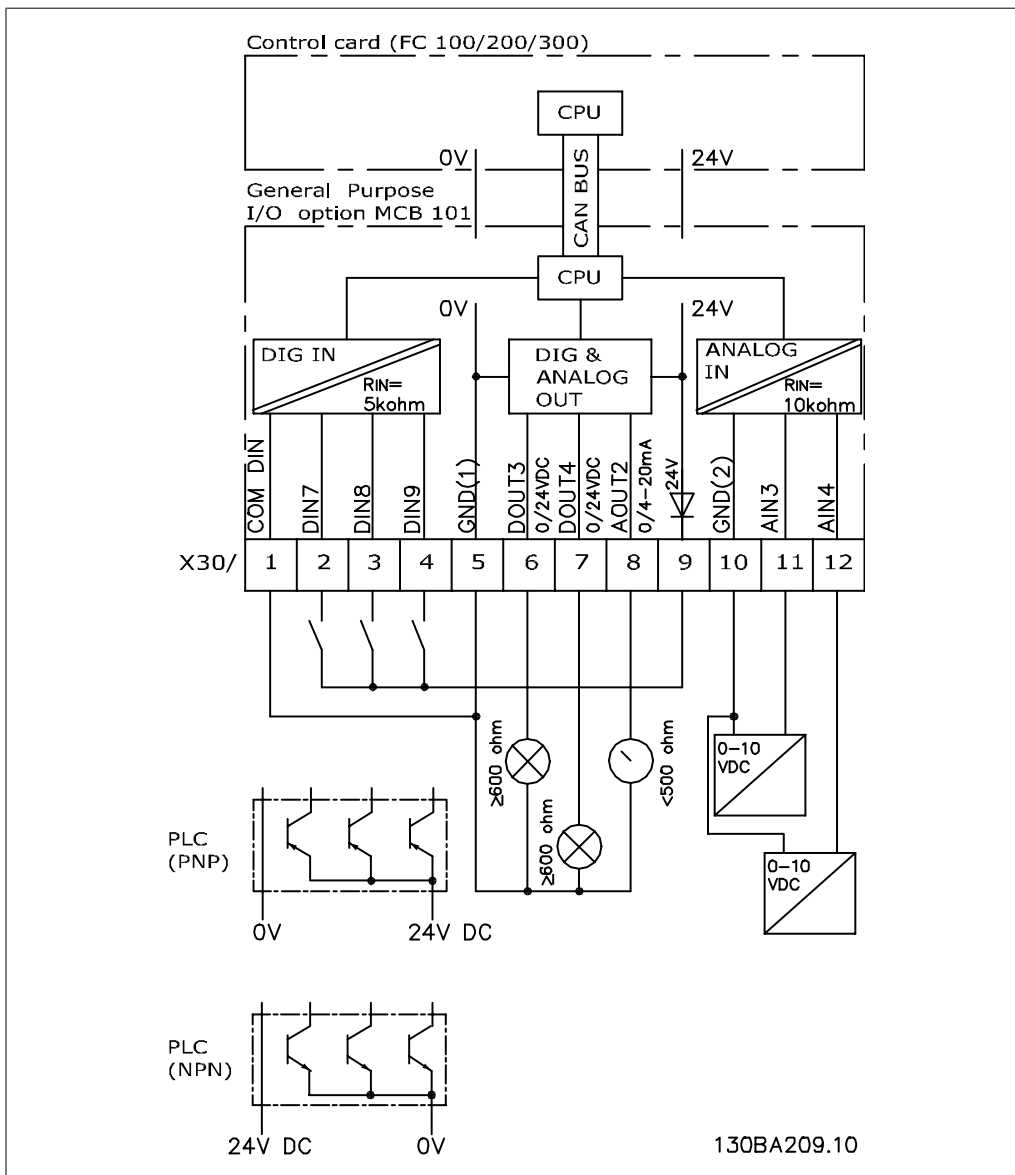 Control card (FC 100/200/300)
CPU
0V
24V
CAN BUS
General Purpose
I/O option MCB 101
CPU
0V
24V
DIG IN
RIN=
5kohm
DIG &
ANALOG
OUT
ANALOG
IN
RIN=
10kohm
COM DIN
DIN7
DIN8
DIN9
GND(1)
DOUT3
0/24VDC
DOUT4
0/24VDC
AOUT2
0/4-20mA
24V
GND(2)
AIN3
AIN4
X30/
1
2
3
4
5
6
7
8
9
10
11
12
≥600 ohm
≥600 ohm
<500 ohm
0-10
VDC
0-10
VDC
PLC
(PNP)
0V
24V DC
PLC
(NPN)
24V DC
0V
130BA209.10